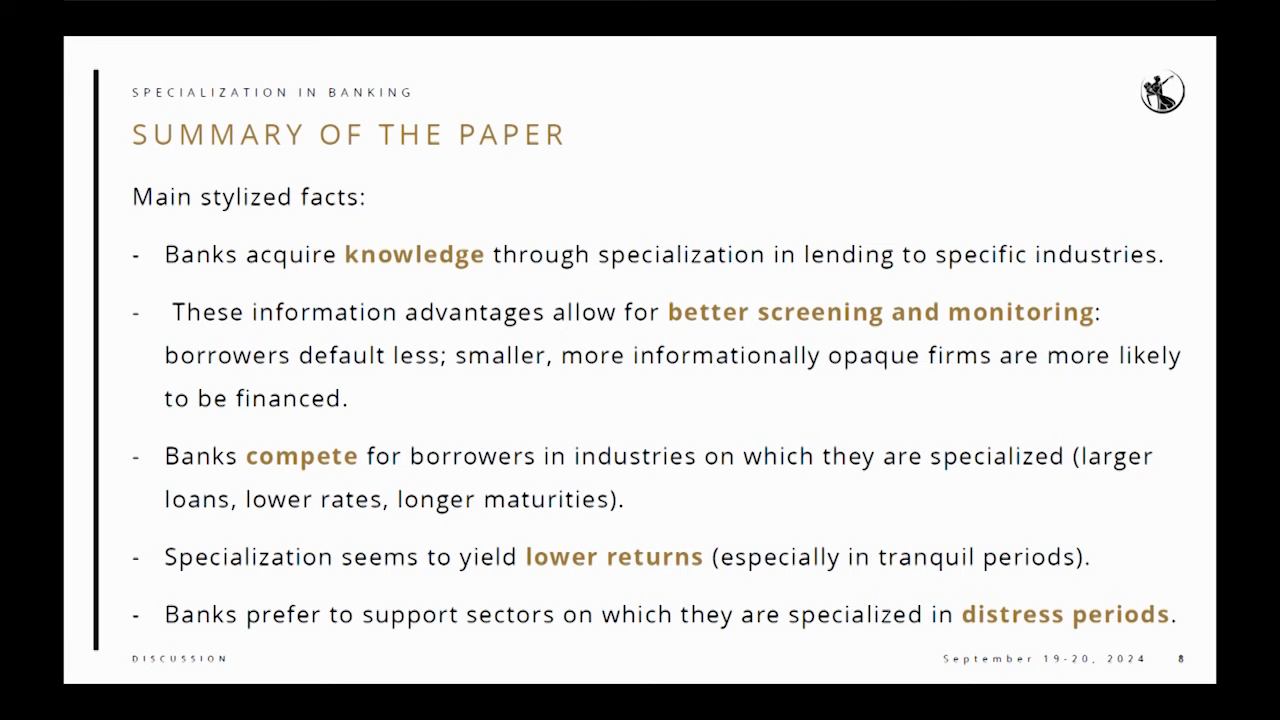 SPECIALIZATION IN BANKING
SUMMARY OF THE PAPER
Main stylized facts:
- Banks acquire knowledge through specialization in lending to specific industries.
- These information advantages allow for better screening and monitoring:
borrowers default less; smaller, more informationally opaque firms are more likely
to be financed.
- Banks compete for borrowers in industries on which they are specialized (larger
loans, lower rates, longer maturities).
- Specialization seems to yield lower returns (especially in tranquil periods).
- Banks prefer to support sectors on which they are specialized in distress periods.
DISCUSSION
September 19-20, 2024 8